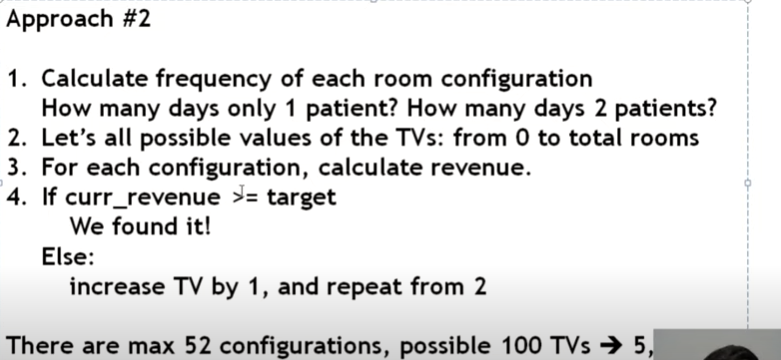 Approach #2
1. Calculate frequency of each room configuration
How many days only 1 patient? How many days 2 patients?
2. Let's all possible values of the TVs: from 0 to total rooms
3. For each configuration, calculate revenue.
4. If curr_revenue >= target
We found it!
Else:
increase TV by 1, and repeat from 2
There are max 52 configurations, possible 100 TVs → 5,